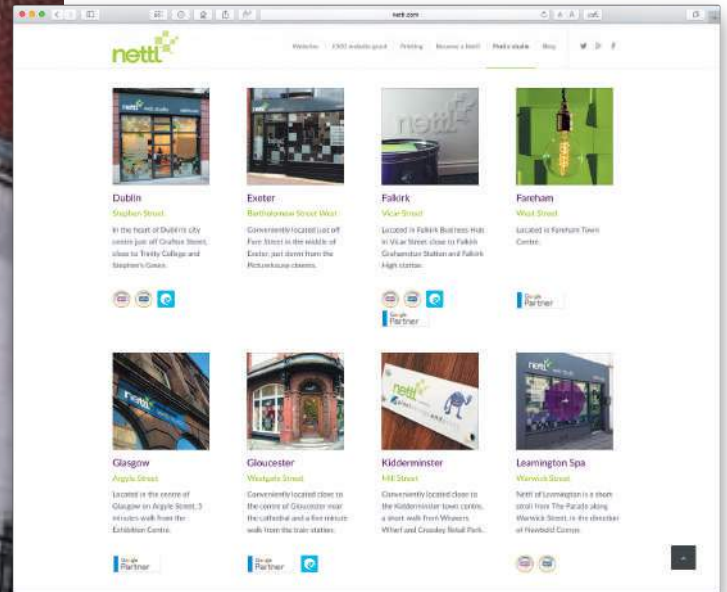 nettl.com
nettl
Websites £500 website grant Printing Become a Nettl Find a studio Blog
Dublin
Stephen Street
In the heart of Dublin's city
centre just off Grafton Street,
close to Trinity College and
Stephen's Green.
Exeter
Bartholomew Street West
Conveniently located just off
Fore Street in the middle of
Exeter, just down from the
Picturehouse cinema.
Falkirk
Vicar Street
Located in Falkirk Business Hub
in Vicar Street close to Falkirk
Grahamston Station and Falkirk
High station.
Fareham
West Street
Located in Fareham Town
Centre.
Google
Partner
Google
Partner
Glasgow
Argyle Street
Located in the centre of
Glasgow on Argyle Street, 5
minutes walk from the
Exhibition Centre.
Gloucester
Westgate Street
Conveniently located close to
the centre of Gloucester near
the cathedral and a five minute
walk from the train station.
Kidderminster
Mill Street
Conveniently located close to
the Kidderminster town centre,
a short walk from Weavers
Wharf and Crossley Retail Park.
Leamington Spa
Warwick Street
Nettl of Leamington is a short
stroll from The Parade along
Warwick Street, in the direction
of Newbold Comyn.
Google
Partner
Google
Partner